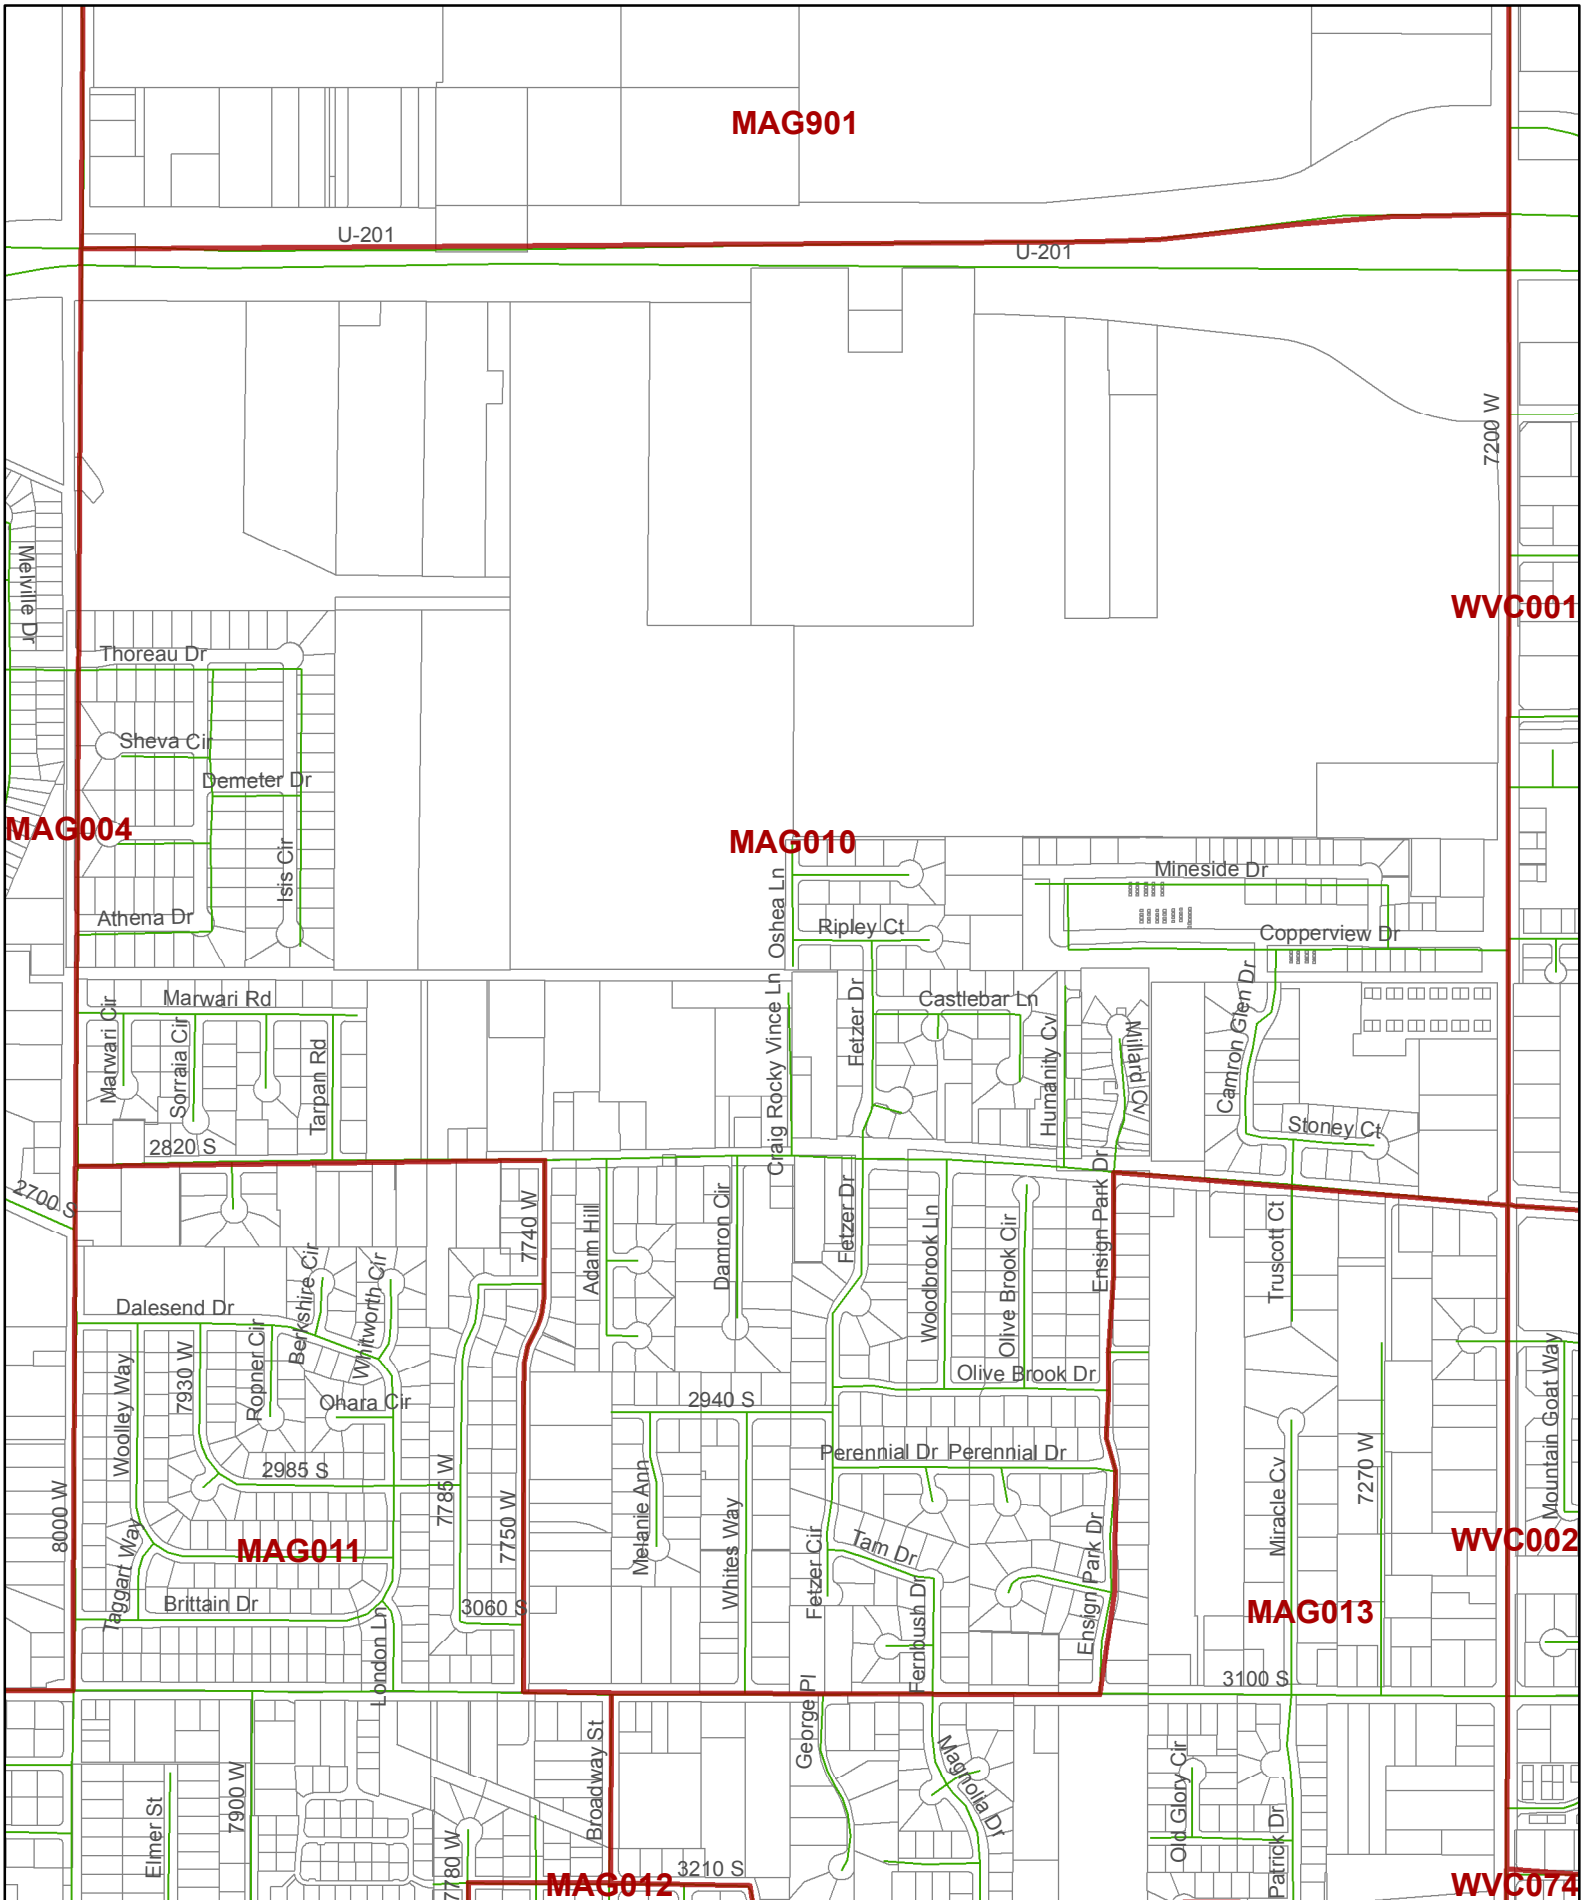 MAG901
U-201
U-201
7200 W
Melville Dr
WVC001
Thoreau Dr
Sheva Cir
Demeter Dr
MAG004
MAG010
Isis Cir
Mineside Dr
Oshea Ln
Athena Dr
Ripley Ct
Copperview Dr
Marwari Rd
Castlebar Ln
Marwari Cir
Sorraia Cir
Tarpan Rd
Craig Rocky Vince Ln
Fetzer Dr
Humanity Cv
Millard Cv
Camron Glen Dr
Stoney Ct
2820 S
2700 S
7740 W
Adam Hill
Damron Cir
Fetzer Dr
Woodbrook Ln
Olive Brook Cir
Ensign Park Dr
Truscott Ct
Dalesend Dr
Berkshire Cir
Whitworth Cir
Woolley Way
7930 W
Ropner Cir
Ohara Cir
2940 S
Olive Brook Dr
Mountain Goat Way
2985 S
7785 W
Perennial Dr
Perennial Dr
7270 W
Miracle Cv
8000 W
MAG011
7750 W
Melanie Ann
Whites Way
Fetzer Cir
Tam Dr
Ensign Park Dr
WVC002
Taggart Way
Brittain Dr
3060 S
Fernbush Dr
MAG013
London Ln
George Pl
3100 S
7900 W
Elmer St
Broadway St
Magnolia Dr
Old Glory Cir
Patrick Dr
7780 W
MAG012
3210 S
WVC074